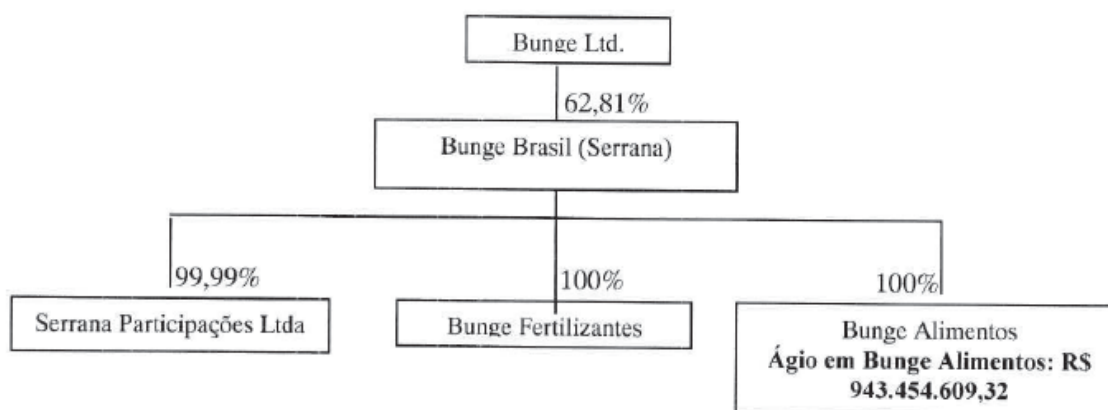 Bunge Ltd.
62,81%
Bunge Brasil (Serrana)
99,99%
100%
100%
Serrana Participações Ltda
Bunge Fertilizantes
Bunge Alimentos
Ágio em Bunge Alimentos: R$
943.454.609,32